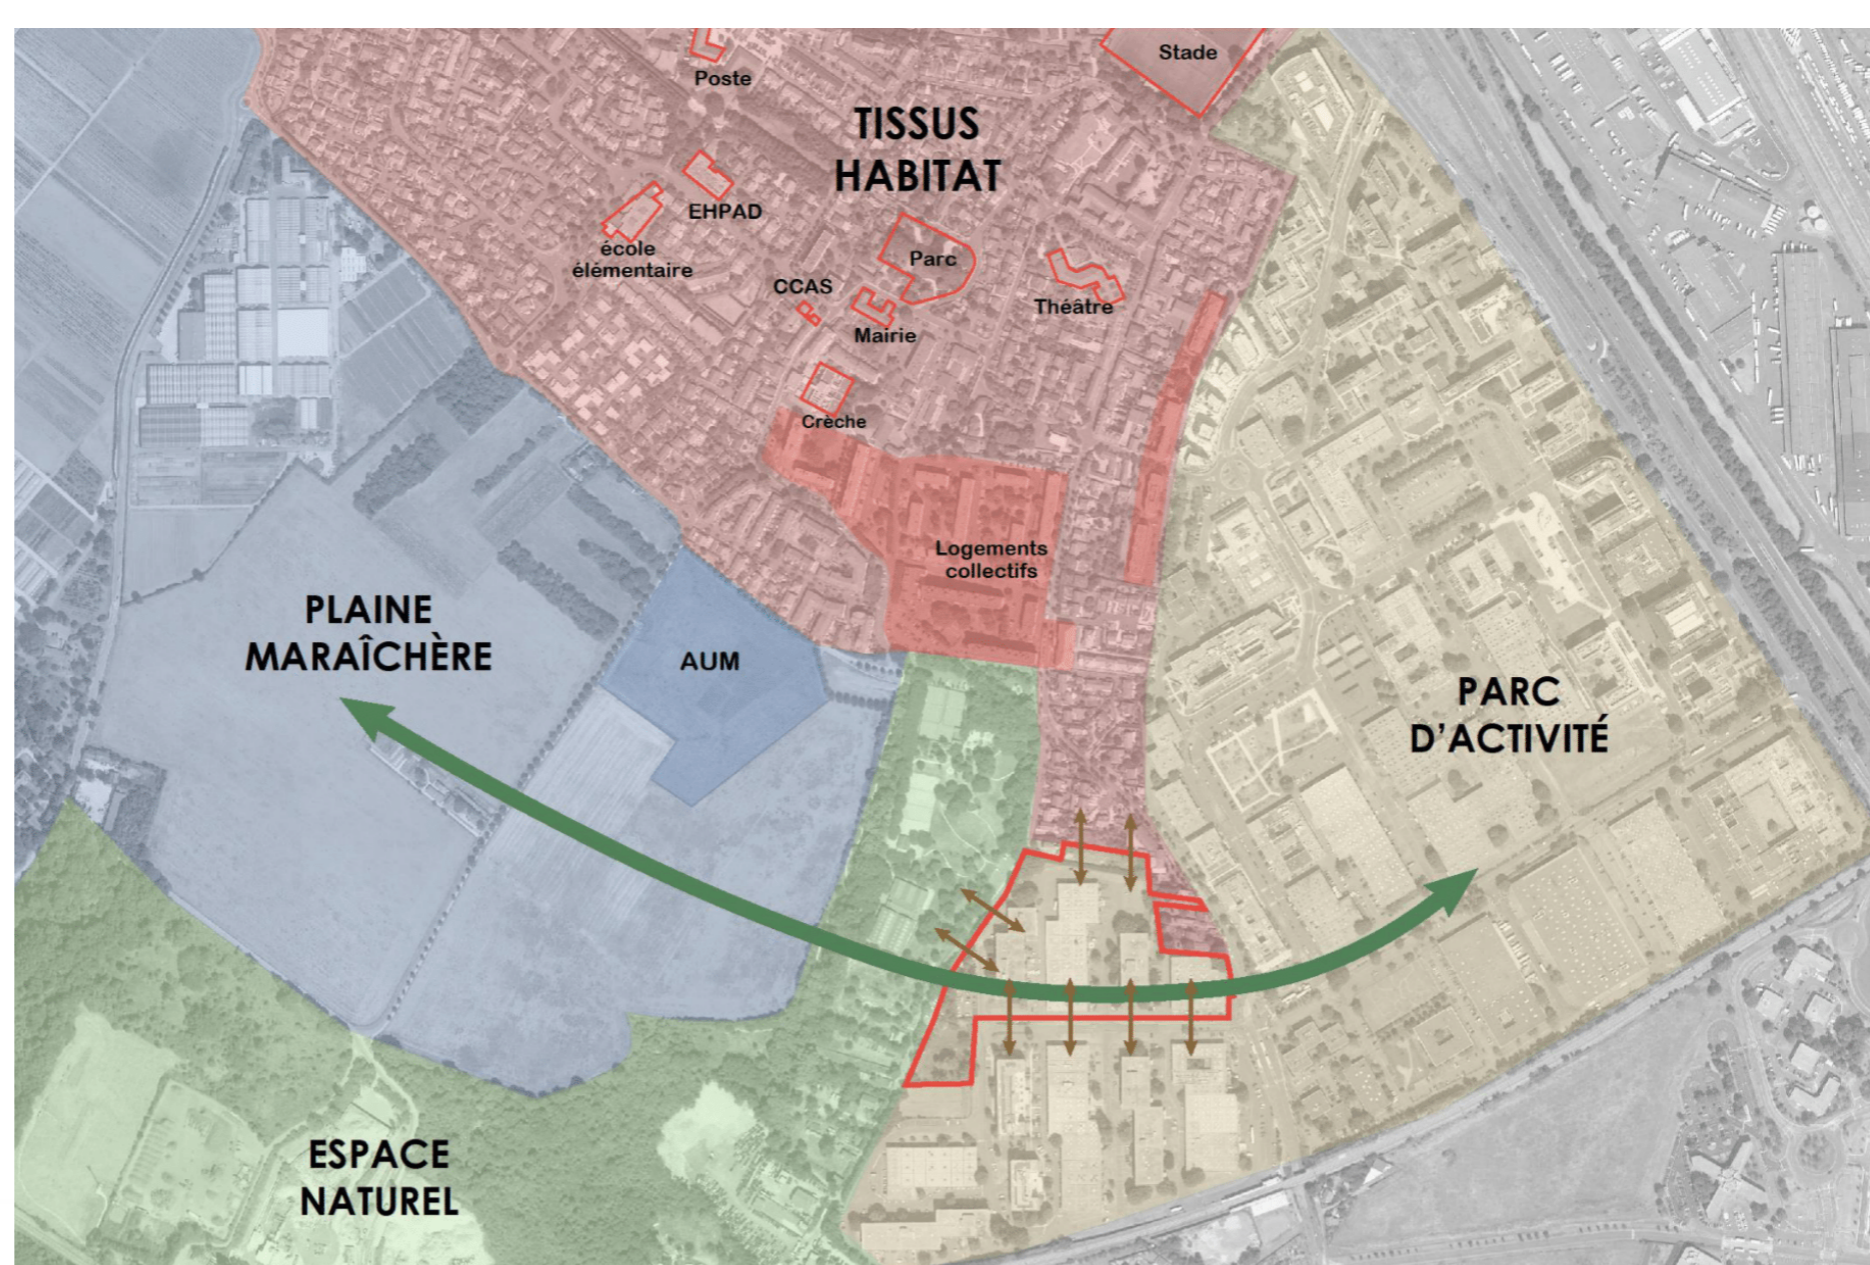 Stade
Poste
TISSUS
HABITAT
EHPAD
école
élémentaire
Parc
CCAS
Théâtre
Mairie
Crèche
Logements
collectifs
PLAINE
MARAÎCHÈRE
AUM
PARC
D'ACTIVITÉ
ESPACE
NATUREL